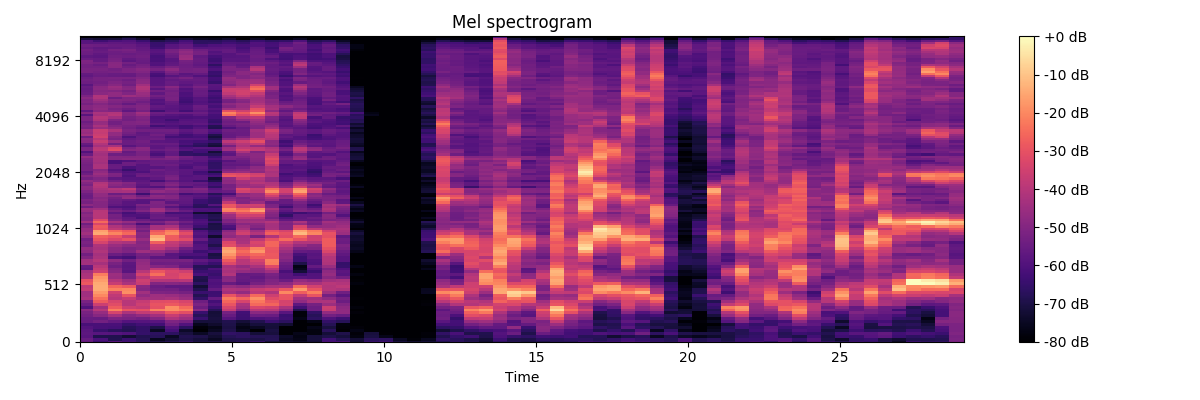 Mel spectrogram
Hz
8192
4096
2048
1024
512
0
0 5 10 15 20 25
Time
+0 dB
-10 dB
-20 dB
-30 dB
-40 dB
-50 dB
-60 dB
-70 dB
-80 dB